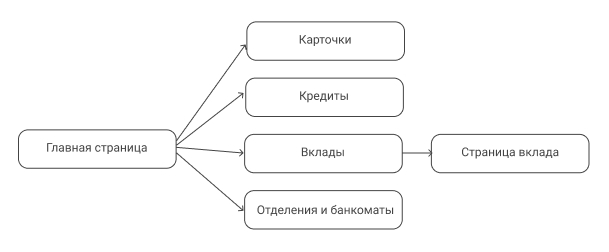 Карточки
Кредиты
Главная страница
Вклады
Страница вклада
Отделения и банкоматы